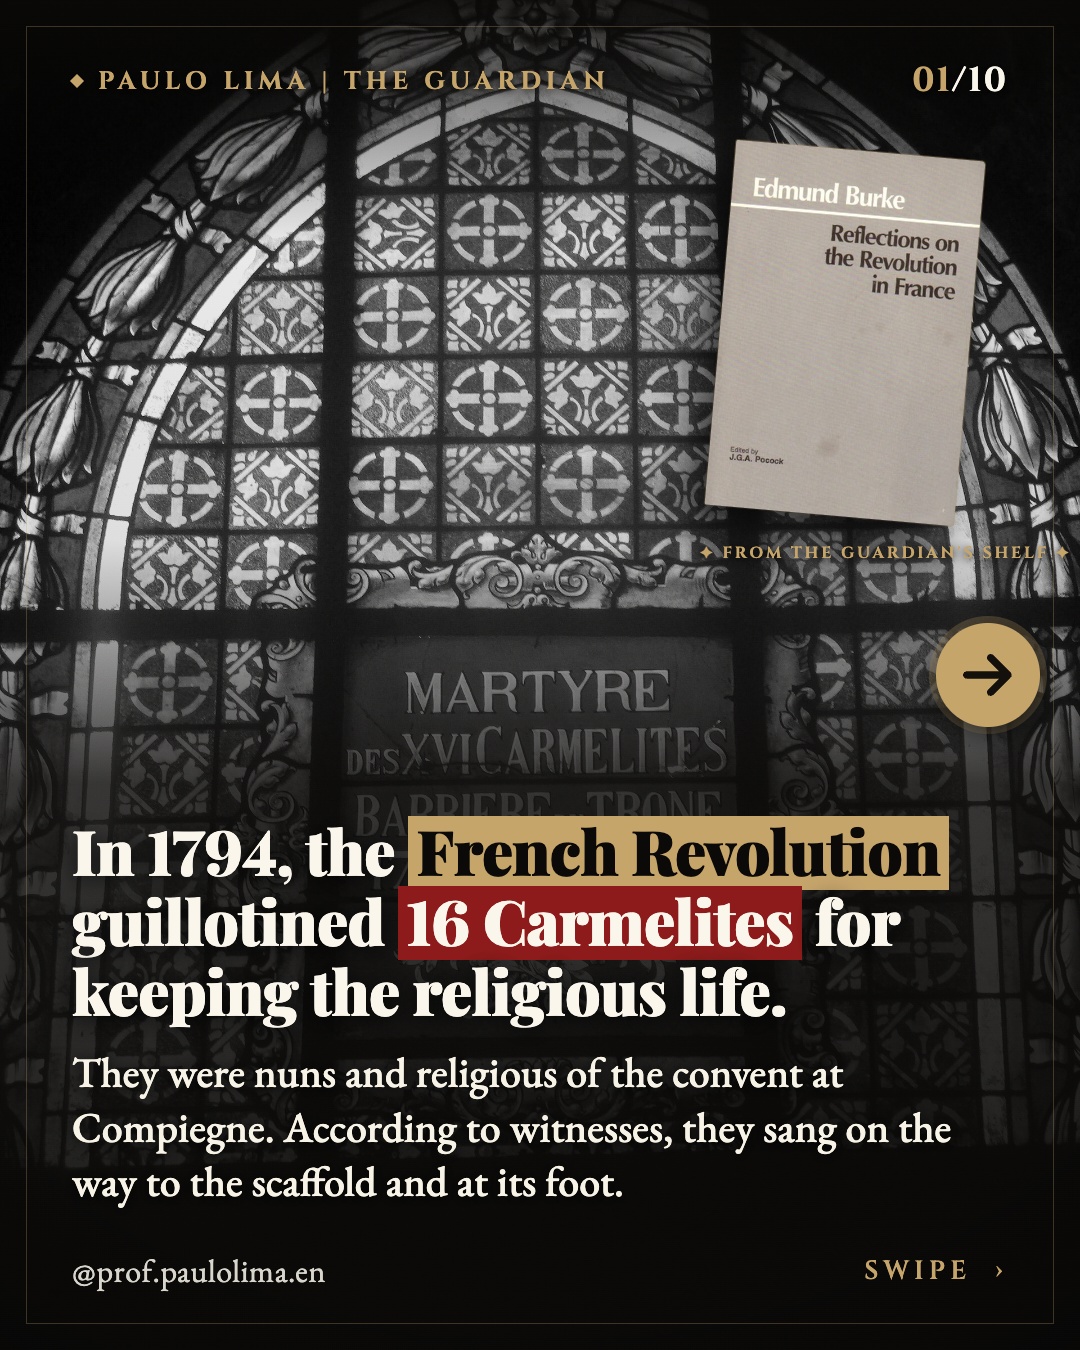 ◆ PAULO LIMA | THE GUARDIAN
01/10
Edmund Burke
Reflections on
the Revolution
in France
Edited by
J.G.A. Pocock
✦ FROM THE GUARDIAN'S SHELF ✦
MARTYRE
DES XVI CARMELITES
BARRIERE DU TRONE
In 1794, the French Revolution
guillotined 16 Carmelites for
keeping the religious life.
They were nuns and religious of the convent at
Compiegne. According to witnesses, they sang on the
way to the scaffold and at its foot.
@prof.paulolima.en
SWIPE ›